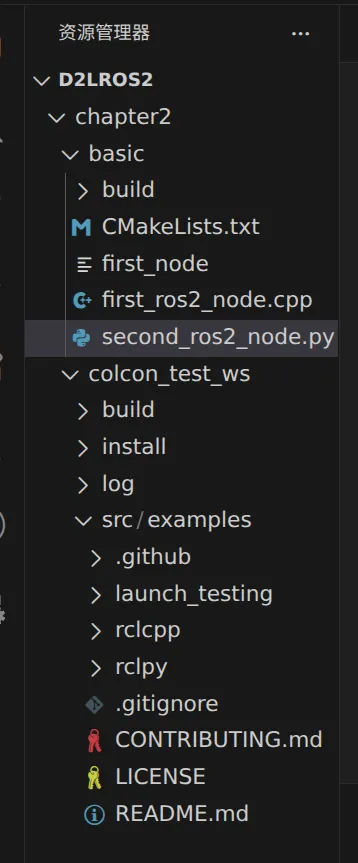 资源管理器 ...
D2LROS2
chapter2
basic
build
CMakeLists.txt
first_node
first_ros2_node.cpp
second_ros2_node.py
colcon_test_ws
build
install
log
src/examples
.github
launch_testing
rclcpp
rclpy
.gitignore
CONTRIBUTING.md
LICENSE
README.md